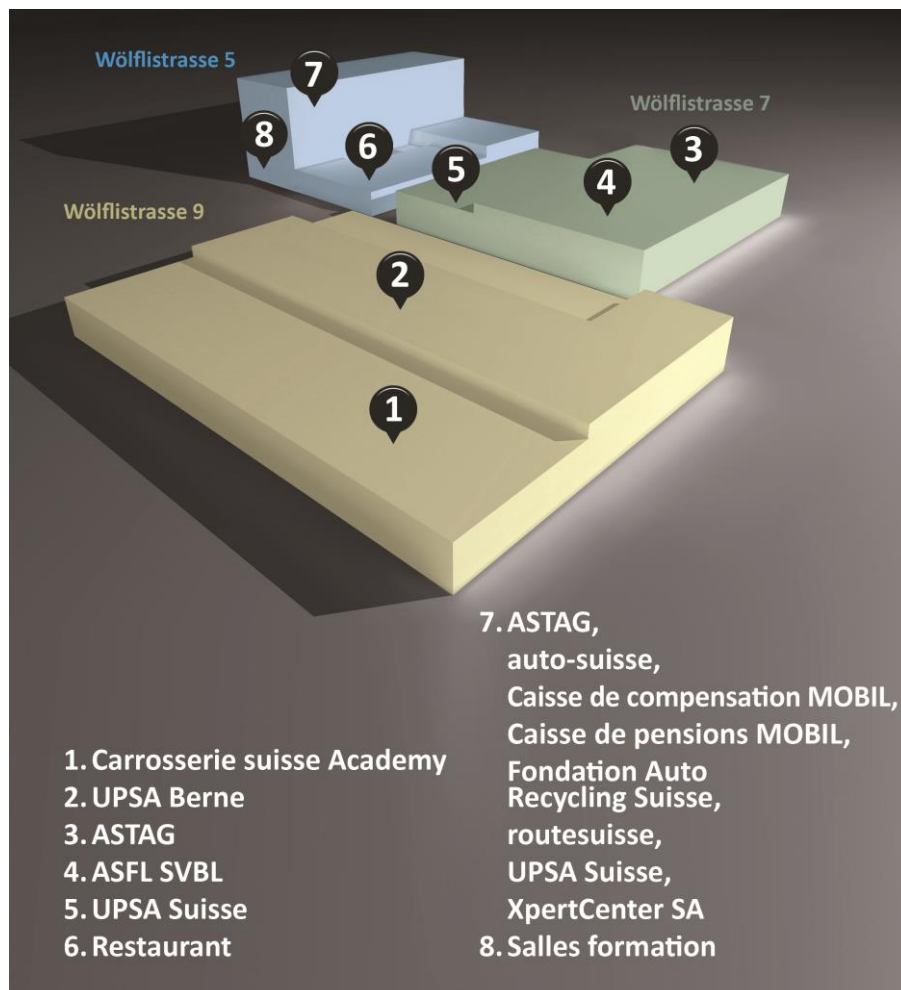 Wölflistrasse 5
7
Wölflistrasse 7
8
6
5
3
4
Wölflistrasse 9
2
1
1. Carrosserie suisse Academy
2. UPSA Berne
3. ASTAG
4. ASFL SVBL
5. UPSA Suisse
6. Restaurant
7. ASTAG,
auto-suisse,
Caisse de compensation MOBIL,
Caisse de pensions MOBIL,
Fondation Auto
Recycling Suisse,
routesuisse,
UPSA Suisse,
XpertCenter SA
8. Salles formation